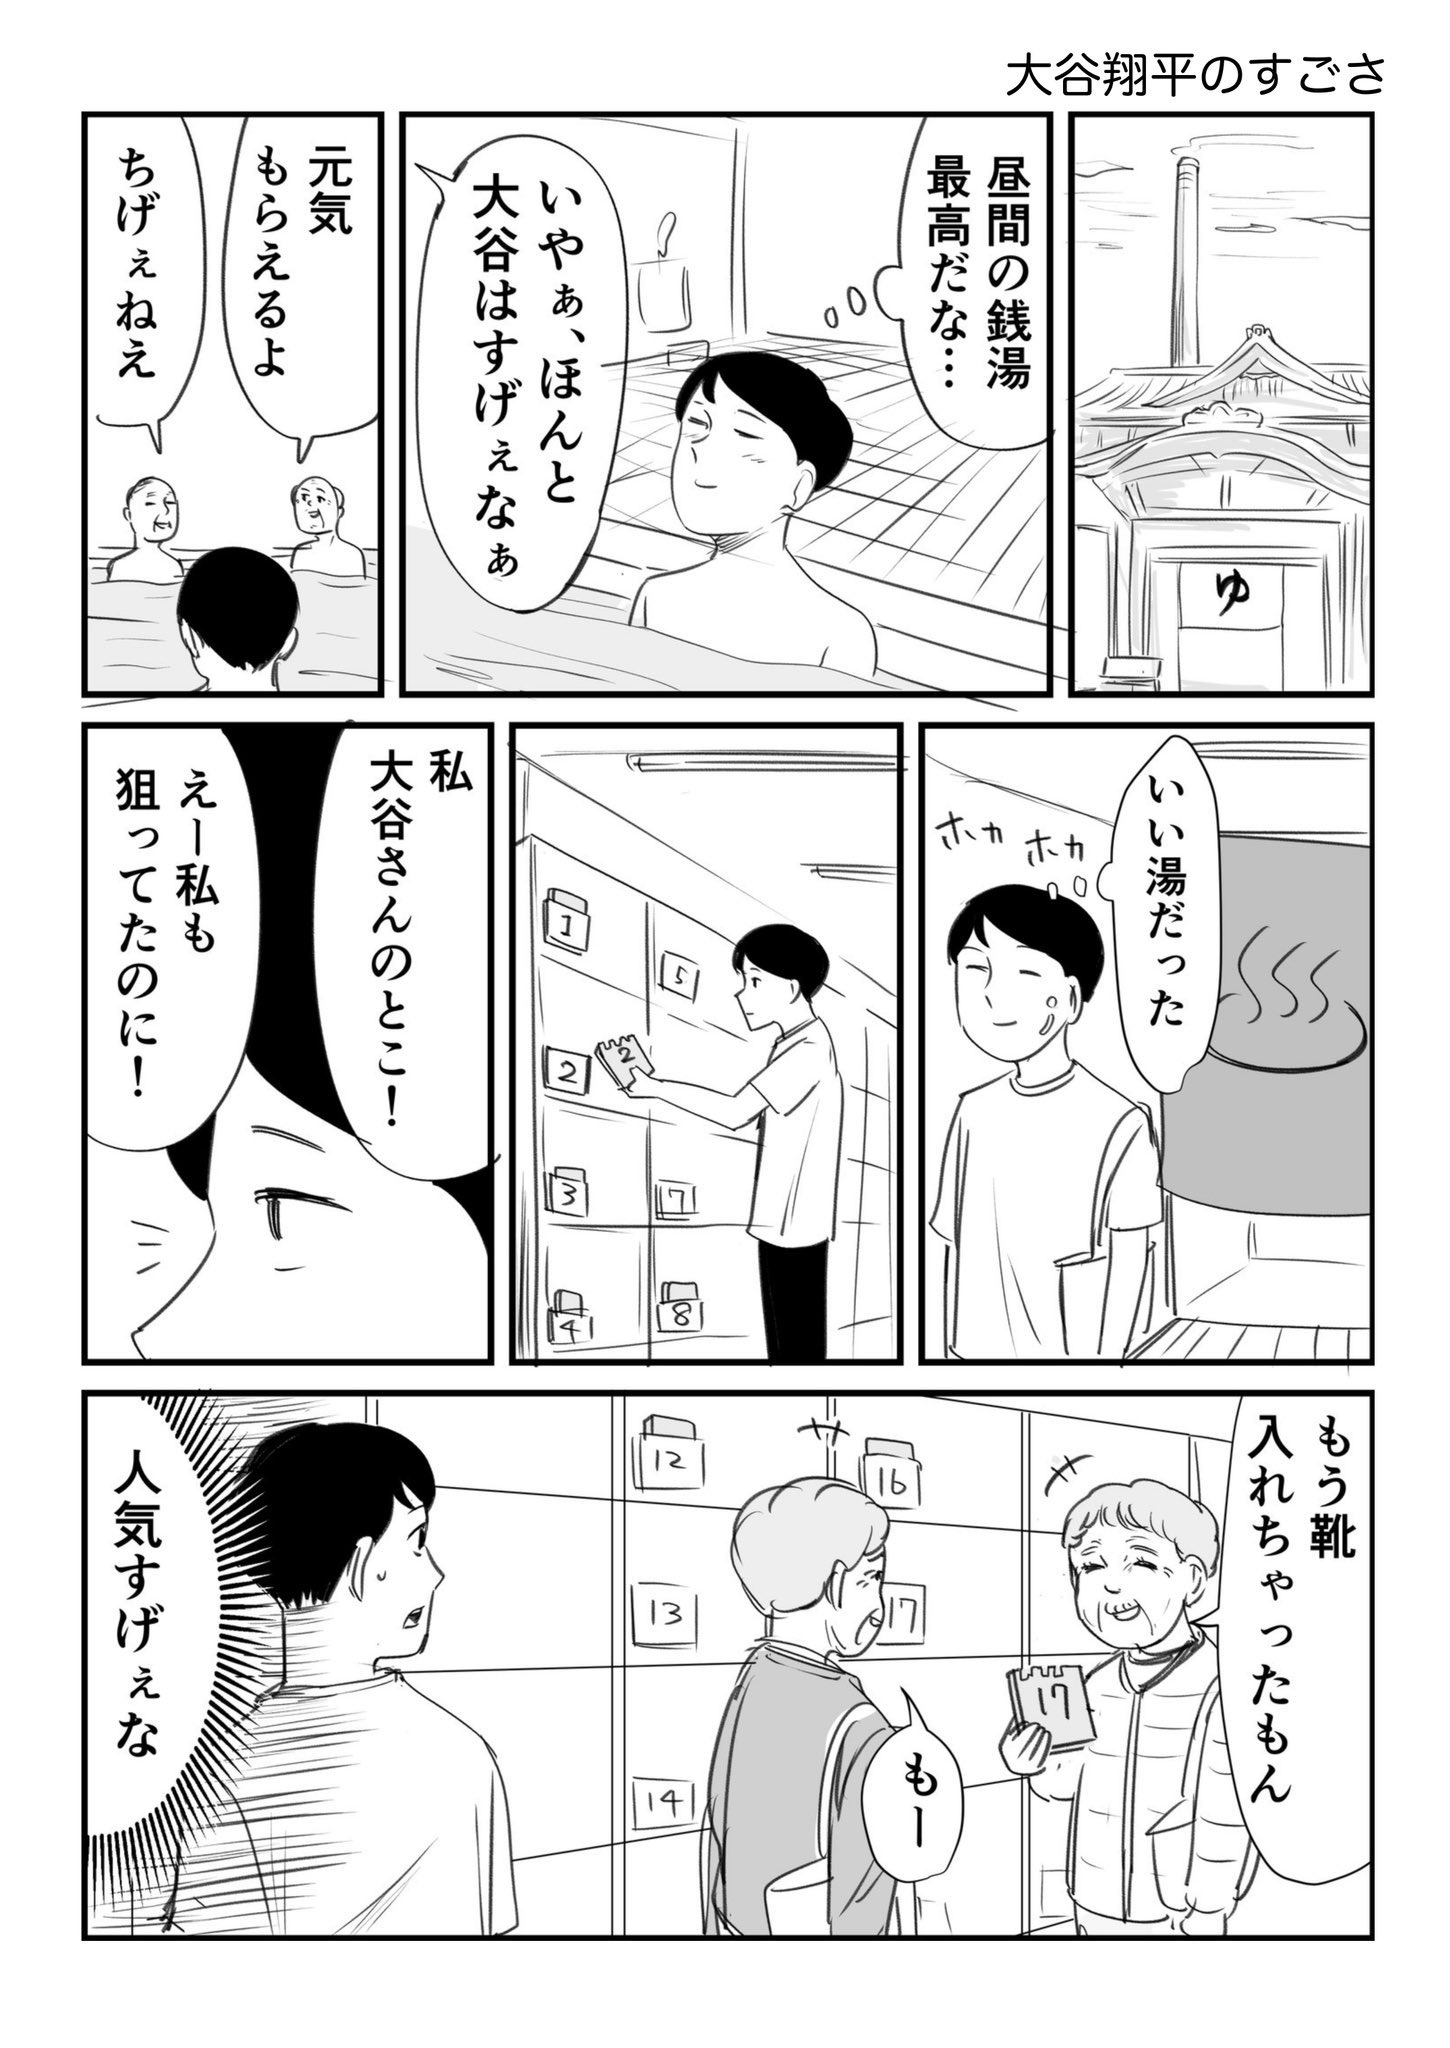 大谷翔平のすごさ
ゆ
昼間の銭湯
最高だな…
いやぁ、ほんと
大谷はすげぇなぁ
元気
もらえるよ
ちげぇねえ
いい湯だった
ホカ
ホカ
1
5
2
2
3
7
4
8
私
大谷さんのとこ！
えー私も
狙ってたのに！
もう靴
入れちゃったもん
17
もー
16
17
12
13
14
人気すげぇな